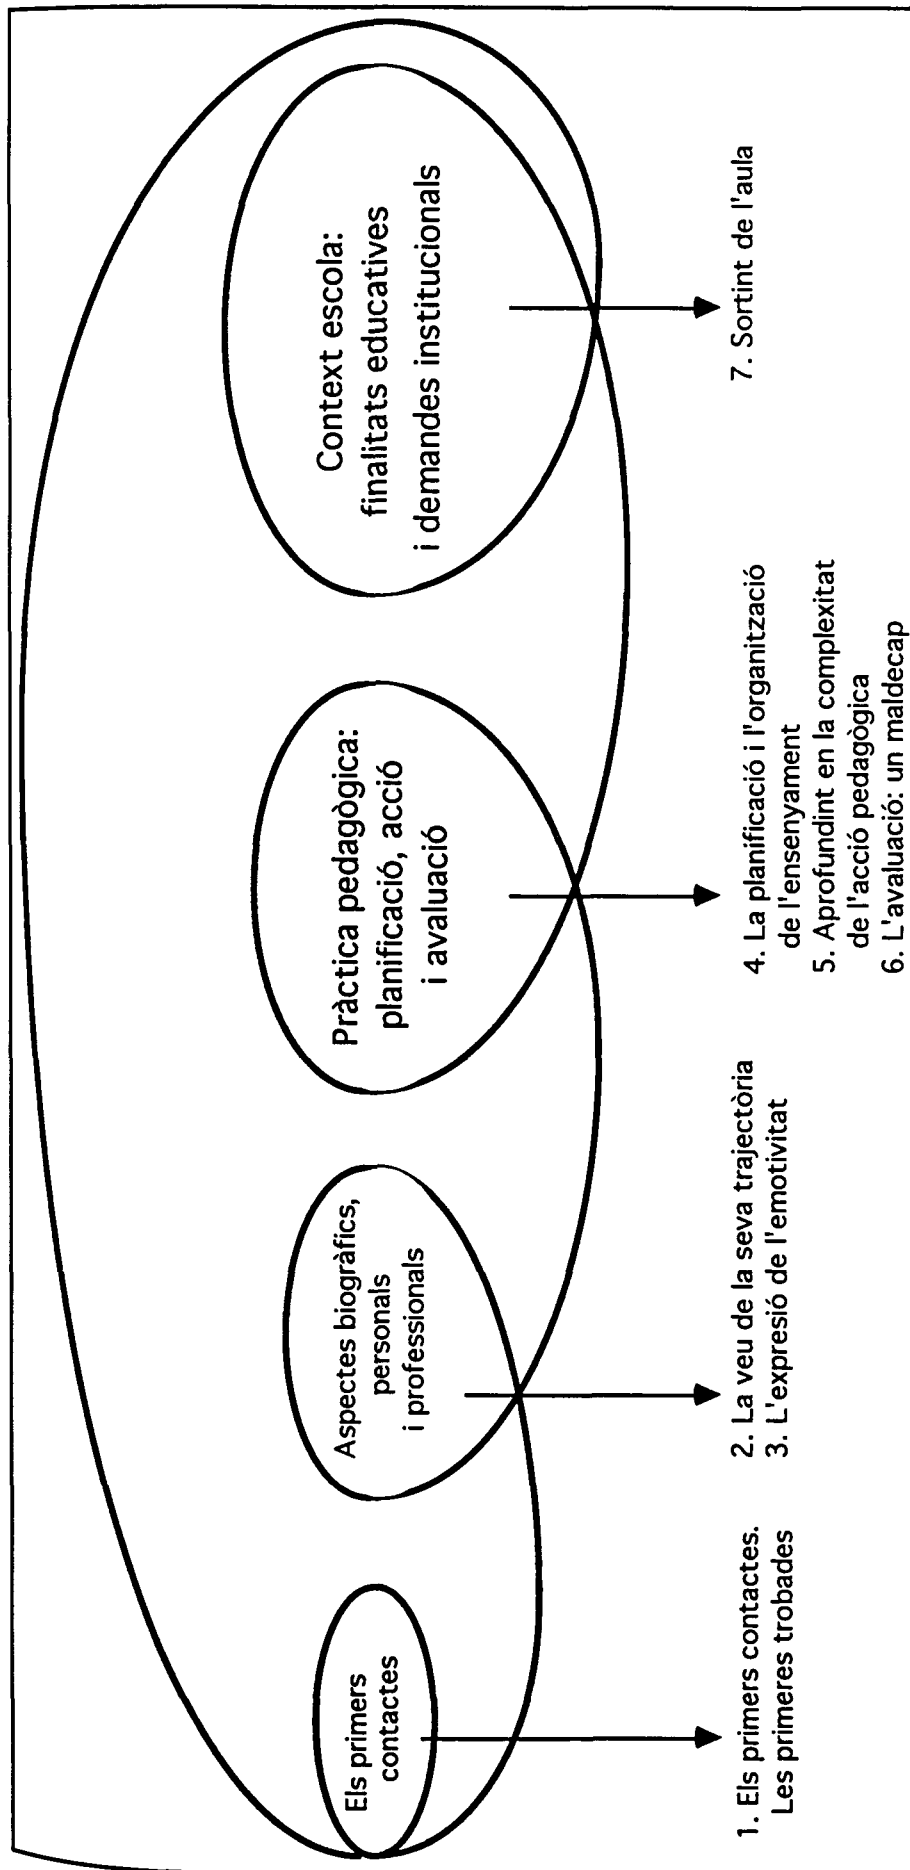 Els primers
contactes
Aspectes biogràfics,
personals
i professionals
Pràctica pedagògica:
planificació, acció
i avaluació
Context escola:
finalitats educatives
i demandes institucionals
1. Els primers contactes.
Les primeres trobades
2. La veu de la seva trajectòria
3. L'expresió de l'emotivitat
4. La planificació i l'organització
de l'ensenyament
5. Aprofundint en la complexitat
de l'acció pedagògica
6. L'avaluació: un maldecap
7. Sortint de l'aula